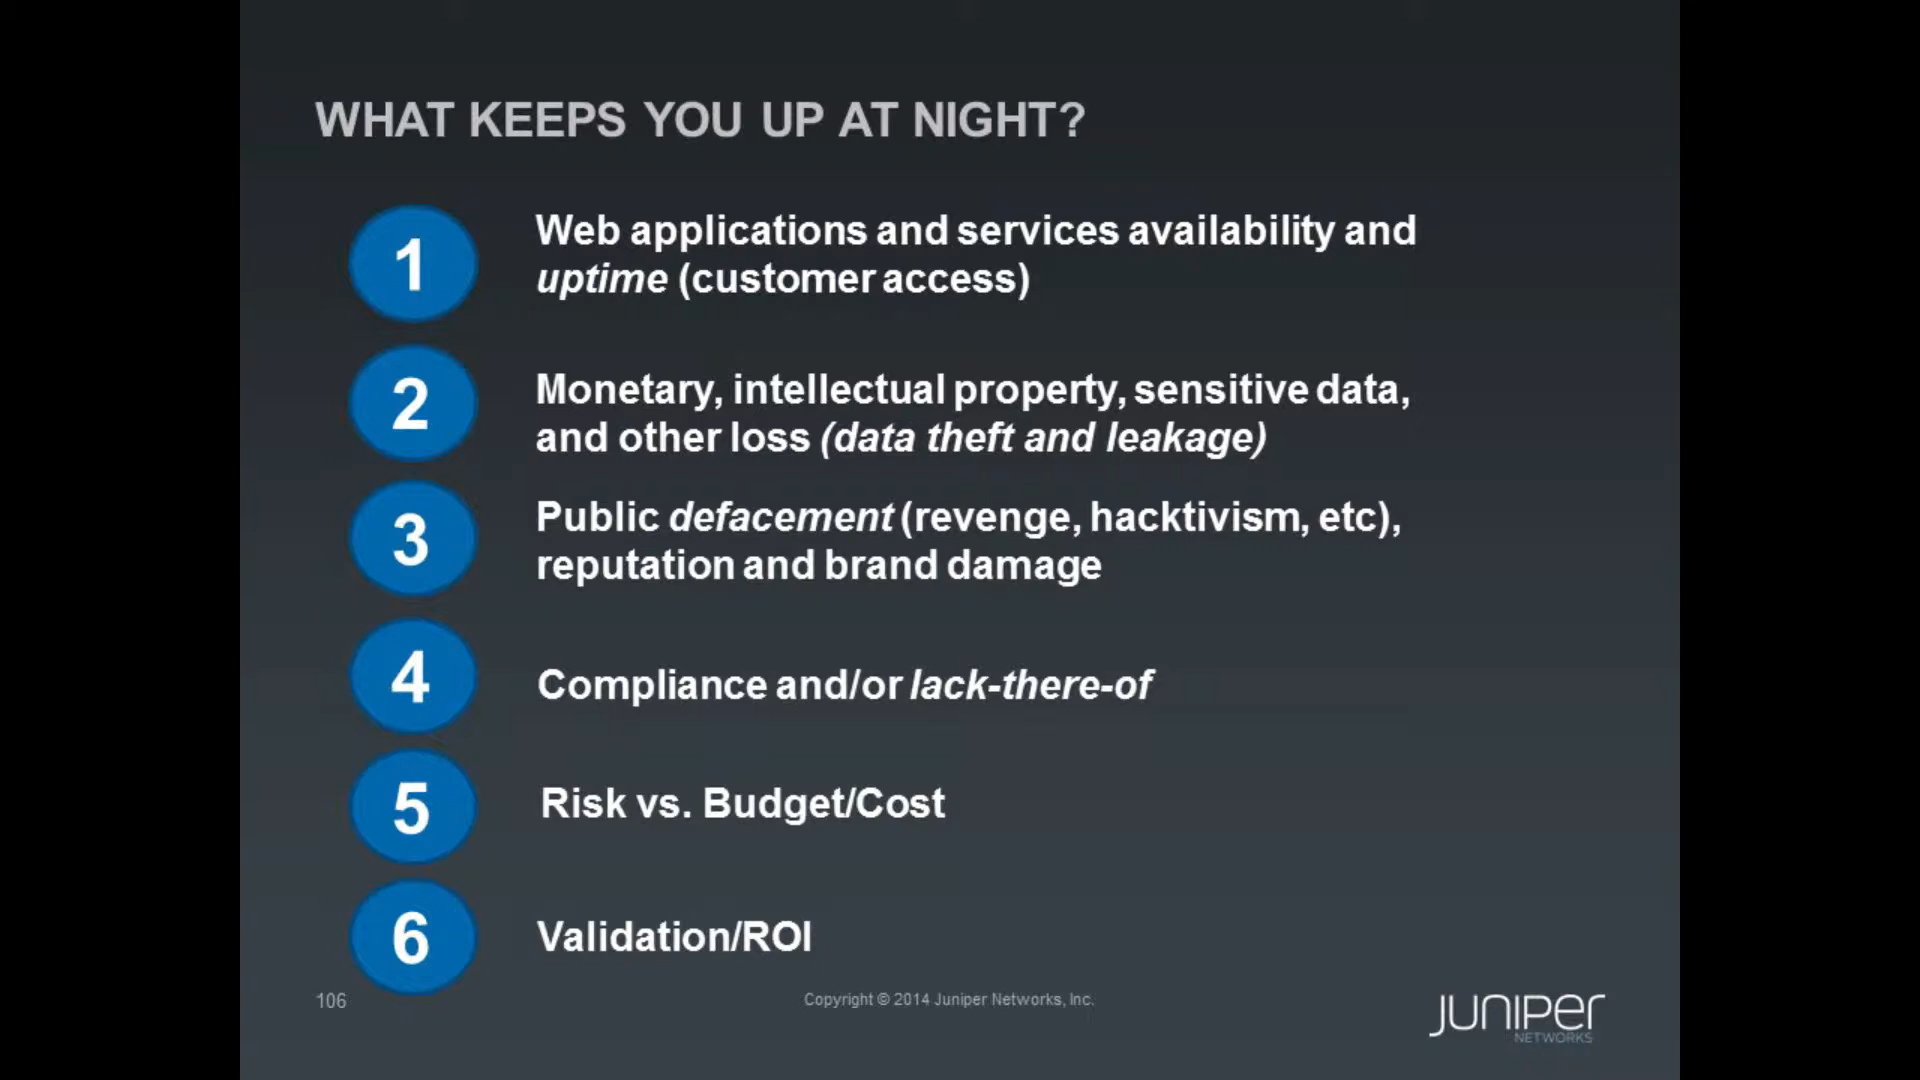 WHAT KEEPS YOU UP AT NIGHT?
1
Web applications and services availability and
uptime (customer access)
2
Monetary, intellectual property, sensitive data,
and other loss (data theft and leakage)
3
Public defacement (revenge, hacktivism, etc),
reputation and brand damage
4
Compliance and/or lack-there-of
5
Risk vs. Budget/Cost
6
Validation/ROI
106
Copyright © 2014 Juniper Networks, Inc.
JUNIPER
NETWORKS